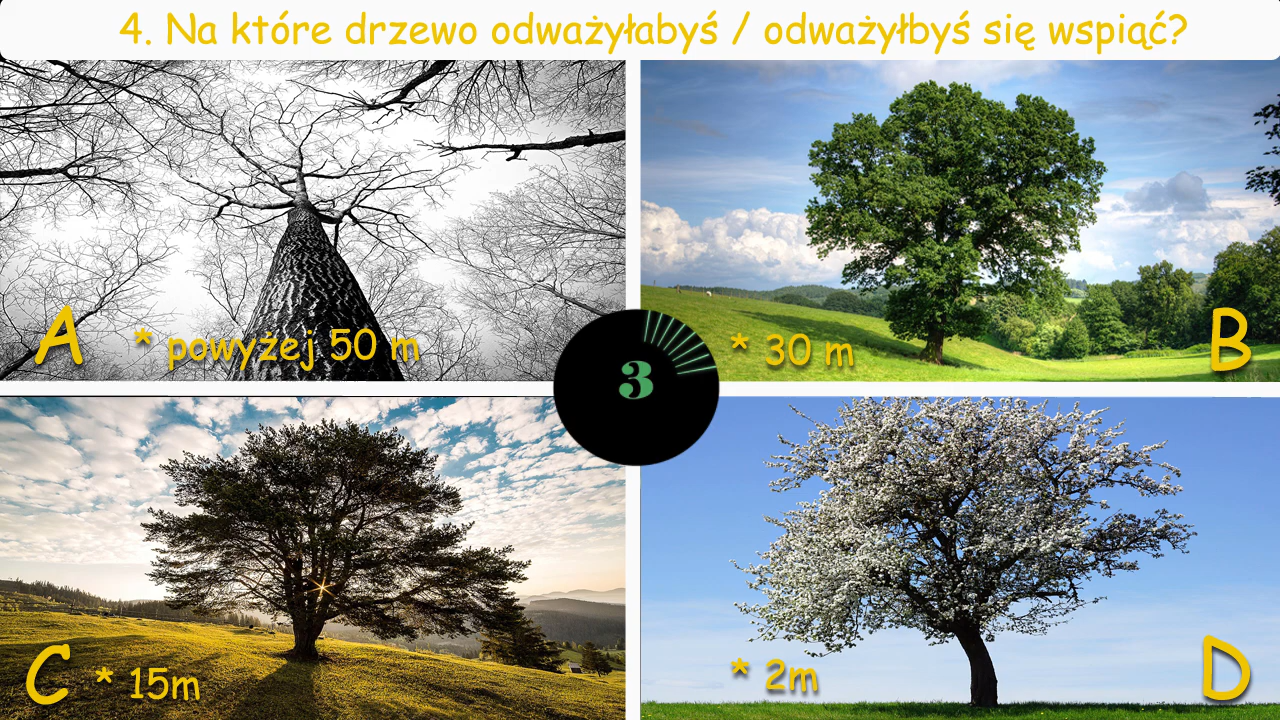 4. Na które drzewo odważyłabyś / odważyłbyś się wspiąć?
A
* powyżej 50 m
* 30 m
B
3
C
* 15m
* 2m
D